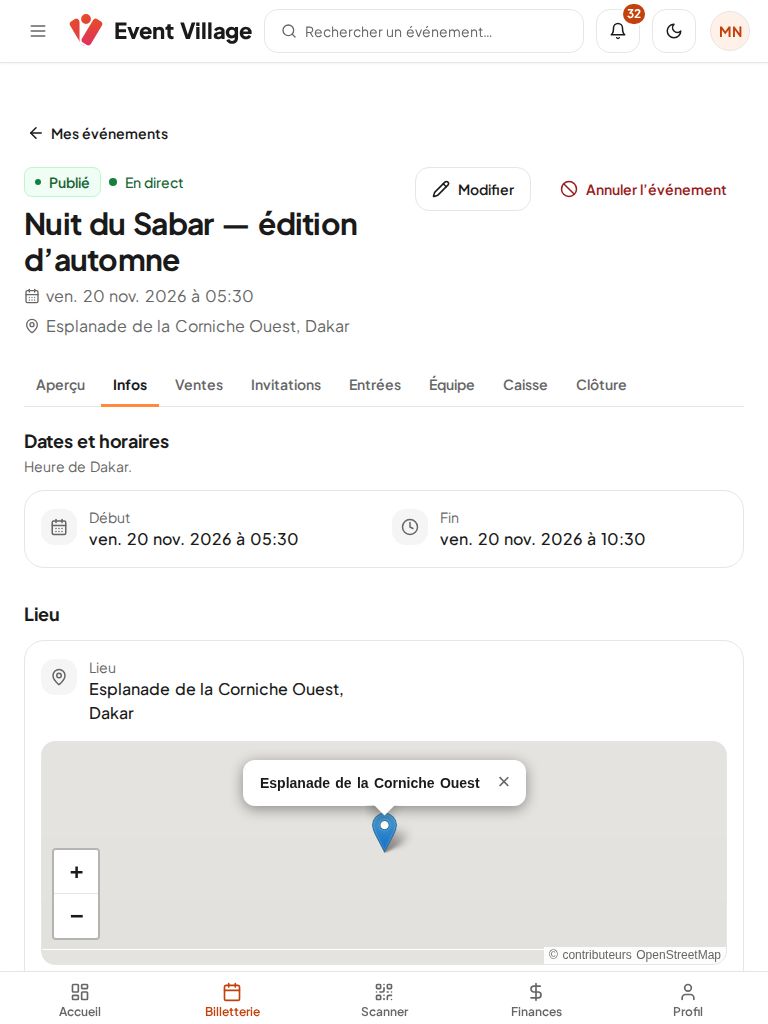 Event Village
Rechercher un événement...
32
MN
Mes événements
Publié
En direct
Modifier
Annuler l’événement
Nuit du Sabar — édition
d’automne
ven. 20 nov. 2026 à 05:30
Esplanade de la Corniche Ouest, Dakar
Aperçu
Infos
Ventes
Invitations
Entrées
Équipe
Caisse
Clôture
Dates et horaires
Heure de Dakar.
Début
ven. 20 nov. 2026 à 05:30
Fin
ven. 20 nov. 2026 à 10:30
Lieu
Lieu
Esplanade de la Corniche Ouest,
Dakar
Esplanade de la Corniche Ouest
×
+
−
© contributeurs OpenStreetMap
Accueil
Billetterie
Scanner
Finances
Profil